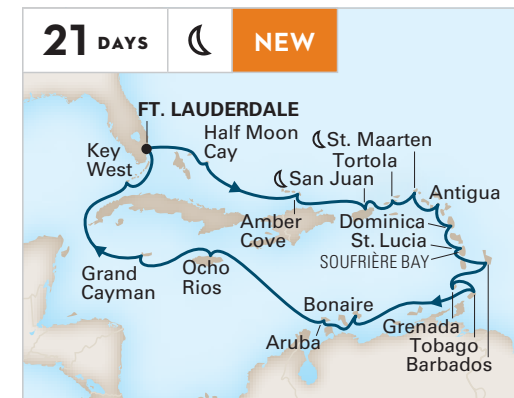 21 DAYS
NEW
FT. LAUDERDALE
Half Moon
Cay
Key
West
St. Maarten
Tortola
San Juan
Antigua
Amber
Cove
Dominica
St. Lucia
SOUFRIÈRE BAY
Grand
Cayman
Ocho
Rios
Bonaire
Aruba
Grenada
Tobago
Barbados